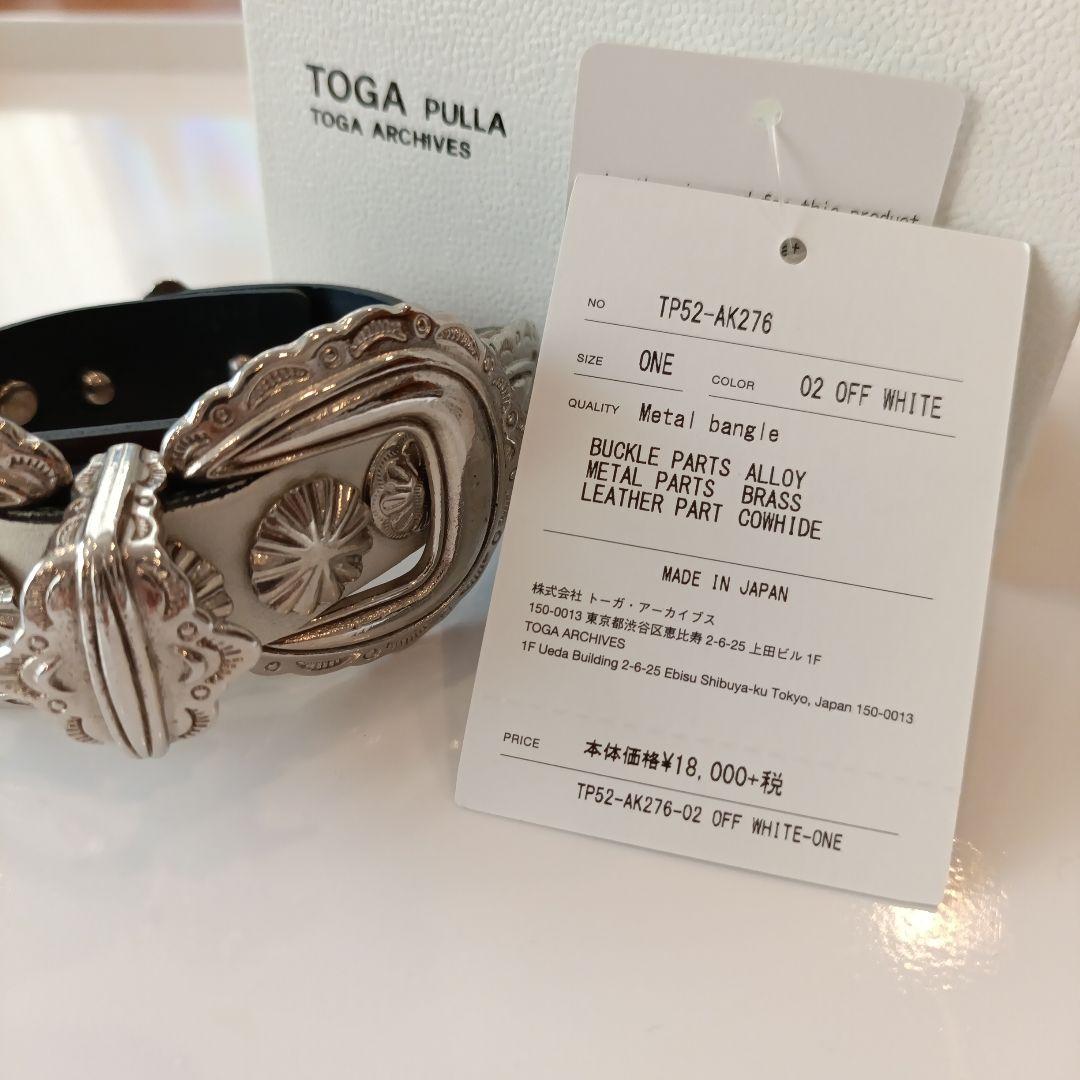 TOGA PULLA
TOGA ARCHIVES
for this product
NO TP52-AK276
SIZE ONE COLOR 02 OFF WHITE
QUALITY Metal bangle
BUCKLE PARTS ALLOY
METAL PARTS BRASS
LEATHER PART COWHIDE
MADE IN JAPAN
株式会社 トーガ・アーカイブス
150-0013 東京都渋谷区恵比寿 2-6-25 上田ビル 1F
TOGA ARCHIVES
1F Ueda Building 2-6-25 Ebisu Shibuya-ku Tokyo, Japan 150-0013
PRICE 本体価格¥18,000+税
TP52-AK276-02 OFF WHITE-ONE